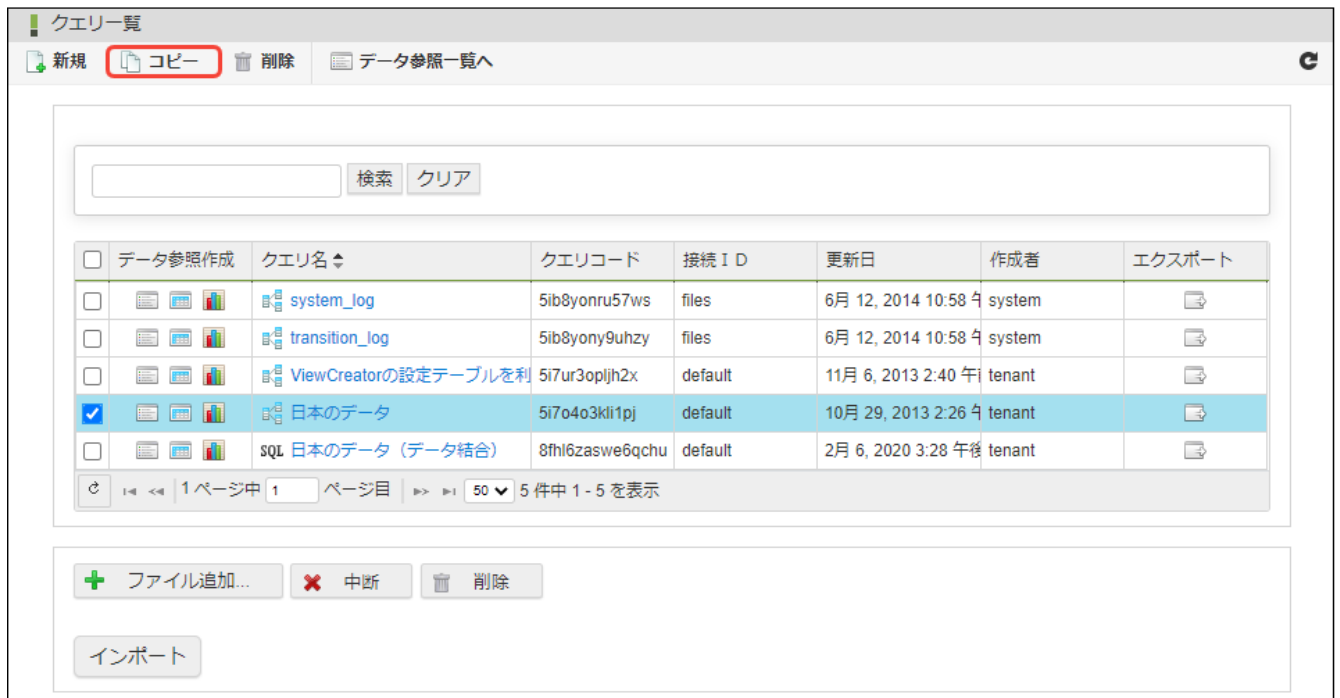 クエリ一覧
新規 コピー 削除 データ参照一覧へ
検索 クリア
データ参照作成 クエリ名 クエリコード 接続ＩＤ 更新日 作成者 エクスポート
system_log 5ib8yonru57ws files 6月 12, 2014 10:58 午 system
transition_log 5ib8yony9uhzy files 6月 12, 2014 10:58 午 system
ViewCreatorの設定テーブルを利 5i7ur3opljh2x default 11月 6, 2013 2:40 午前 tenant
日本のデータ 5i7o4o3kli1pj default 10月 29, 2013 2:26 午 tenant
SQL 日本のデータ（データ結合） 8fhl6zaswe6qchu default 2月 6, 2020 3:28 午後 tenant
1 ページ中 1 ページ目 50 5 件中 1 - 5 を表示
ファイル追加... 中断 削除
インポート